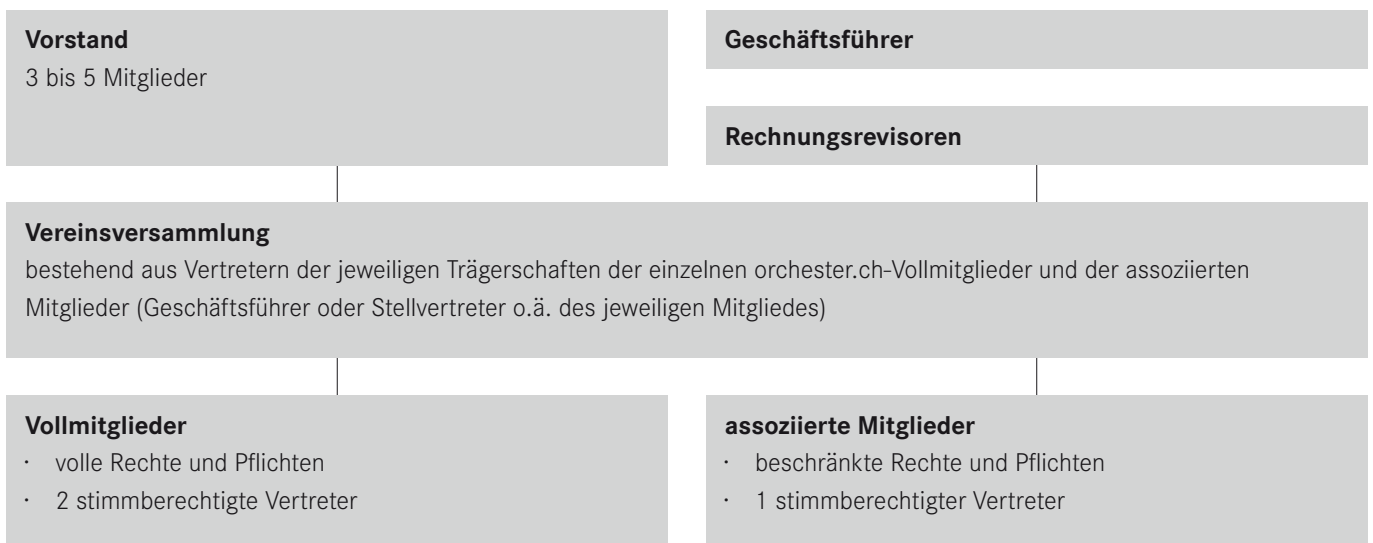 Vorstand
3 bis 5 Mitglieder
Geschäftsführer
Rechnungsrevisoren
Vereinsversammlung
bestehend aus Vertretern der jeweiligen Trägerschaften der einzelnen orchester.ch-Vollmitglieder und der assoziierten
Mitglieder (Geschäftsführer oder Stellvertreter o.ä. des jeweiligen Mitgliedes)
Vollmitglieder
· volle Rechte und Pflichten
· 2 stimmberechtigte Vertreter
assoziierte Mitglieder
· beschränkte Rechte und Pflichten
· 1 stimmberechtigter Vertreter